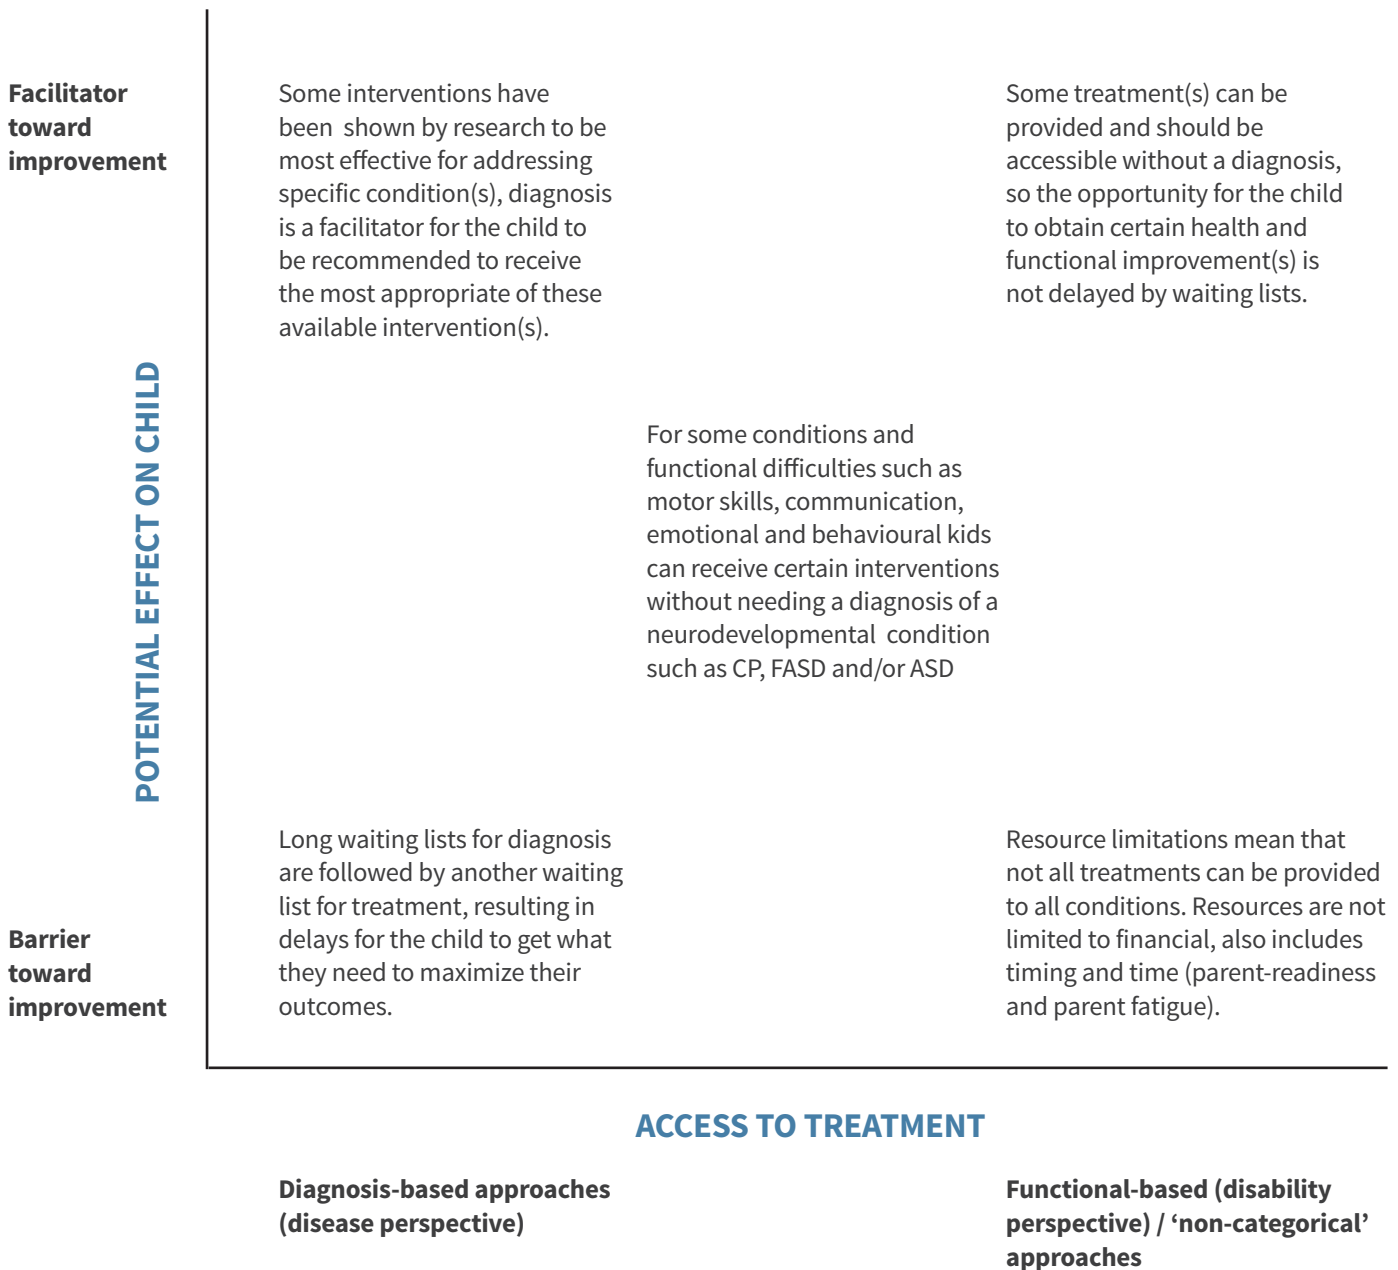 Facilitator
toward
improvement
Some interventions have
been shown by research to be
most effective for addressing
specific condition(s), diagnosis
is a facilitator for the child to
be recommended to receive
the most appropriate of these
available intervention(s).
Some treatment(s) can be
provided and should be
accessible without a diagnosis,
so the opportunity for the child
to obtain certain health and
functional improvement(s) is
not delayed by waiting lists.
POTENTIAL EFFECT ON CHILD
For some conditions and
functional difficulties such as
motor skills, communication,
emotional and behavioural kids
can receive certain interventions
without needing a diagnosis of a
neurodevelopmental condition
such as CP, FASD and/or ASD
Barrier
toward
improvement
Long waiting lists for diagnosis
are followed by another waiting
list for treatment, resulting in
delays for the child to get what
they need to maximize their
outcomes.
Resource limitations mean that
not all treatments can be provided
to all conditions. Resources are not
limited to financial, also includes
timing and time (parent-readiness
and parent fatigue).
ACCESS TO TREATMENT
Diagnosis-based approaches
(disease perspective)
Functional-based (disability
perspective) / ‘non-categorical’
approaches